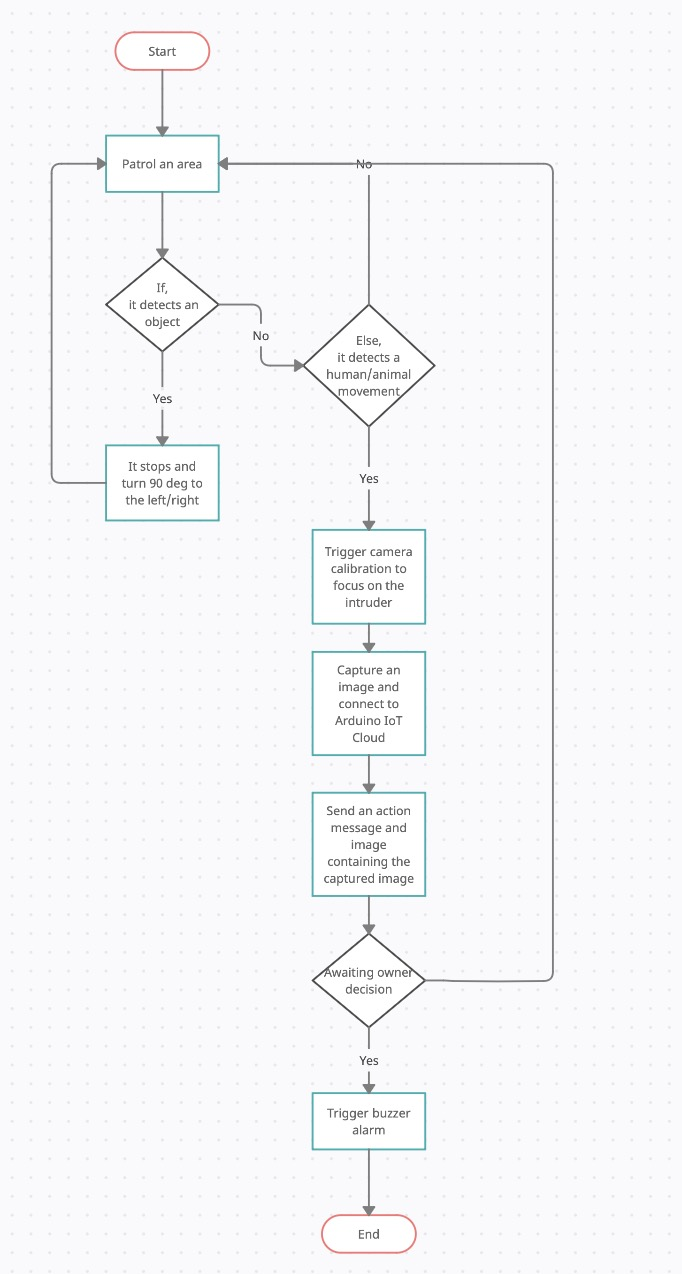 Start
Patrol an area
No
If,
it detects an
object
No
Else,
it detects a
human/animal
movement
Yes
It stops and
turn 90 deg to
the left/right
Yes
Trigger camera
calibration to
focus on the
intruder
Capture an
image and
connect to
Arduino IoT
Cloud
Send an action
message and
image
containing the
captured image
Awaiting owner
decision
Yes
Trigger buzzer
alarm
End